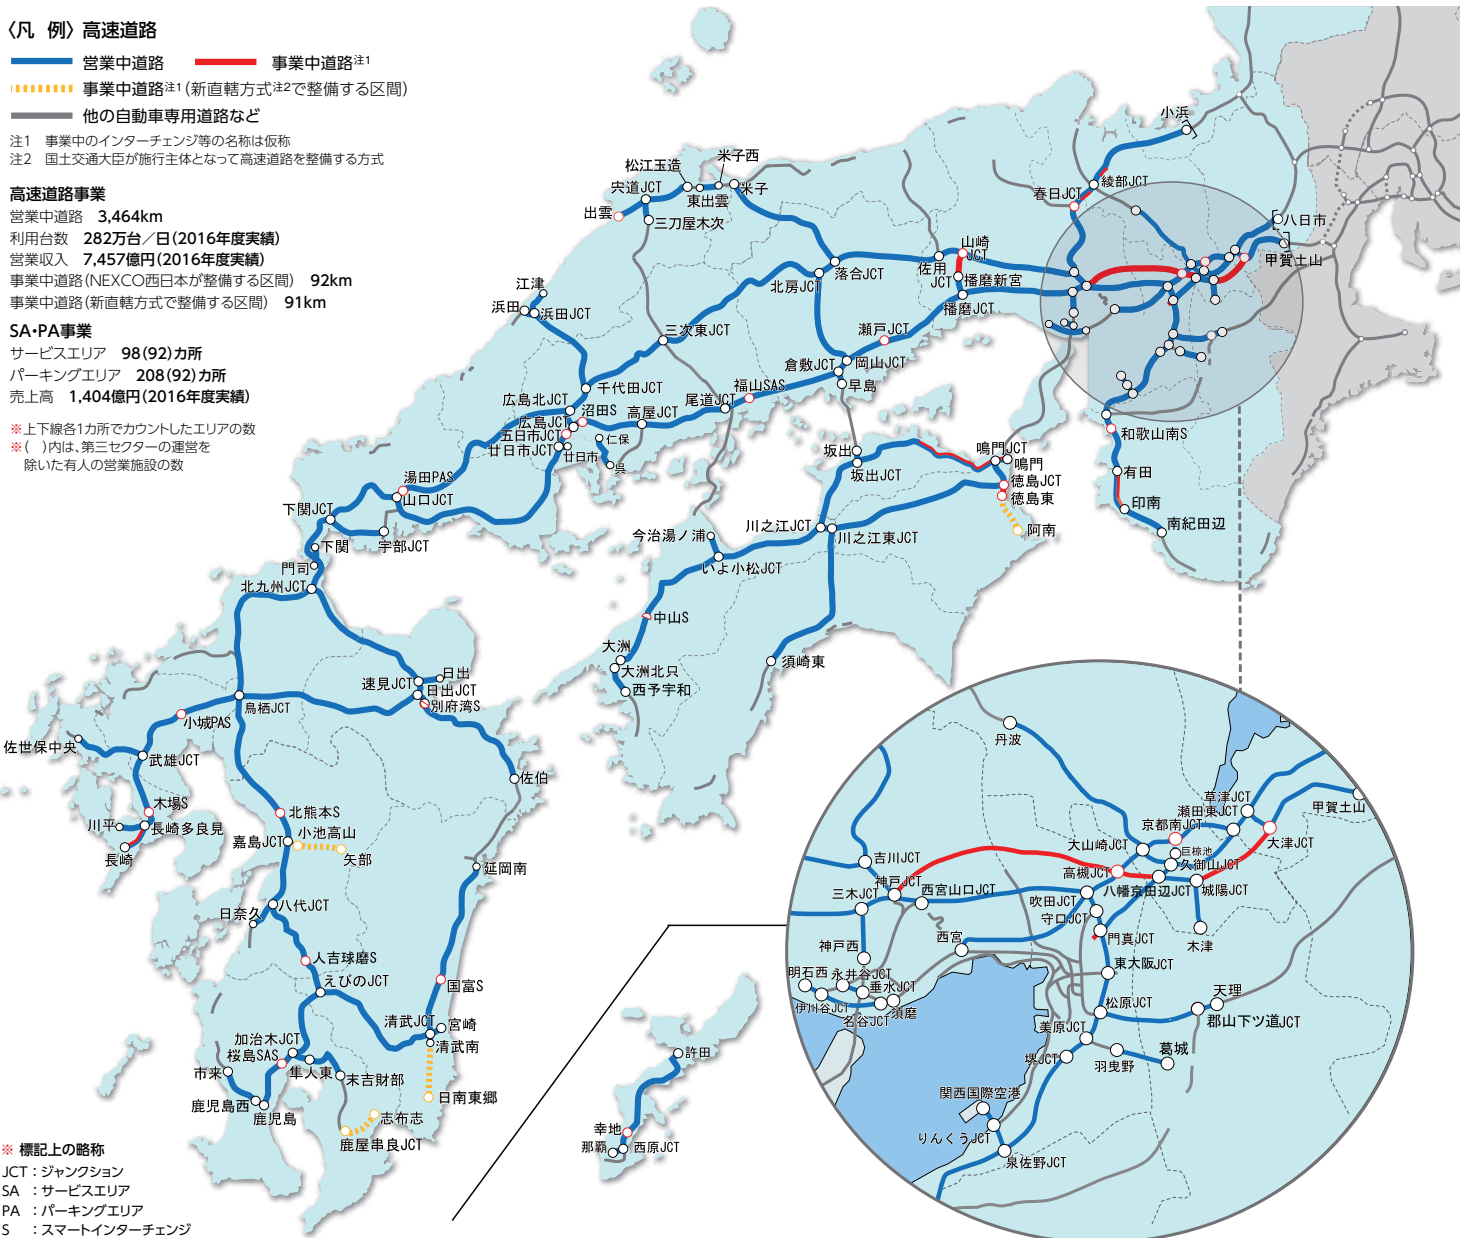 〈凡 例〉高速道路
営業中道路 事業中道路注1
事業中道路注1(新直轄方式注2で整備する区間)
他の自動車専用道路など
注1 事業中のインターチェンジ等の名称は仮称
注2 国土交通大臣が施行主体となって高速道路を整備する方式
高速道路事業
営業中道路 3,464km
利用台数 282万台/日(2016年度実績)
営業収入 7,457億円(2016年度実績)
事業中道路(NEXCO西日本が整備する区間) 92km
事業中道路(新直轄方式で整備する区間) 91km
SA・PA事業
サービスエリア 98(92)カ所
パーキングエリア 208(92)カ所
売上高 1,404億円(2016年度実績)
※上下線各1カ所でカウントしたエリアの数
※( )内は、第三セクターの運営を
除いた有人の営業施設の数
小浜
綾部JCT
春日JCT
八日市
甲賀土山
米子西
松江玉造
宍道JCT
東出雲
米子
出雲
三刀屋木次
山崎
JCT
佐用
JCT
播磨新宮
播磨JCT
落合JCT
北房JCT
江津
浜田
浜田JCT
三次東JCT
瀬戸JCT
倉敷JCT
岡山JCT
早島
千代田JCT
福山SAS
尾道JCT
広島北JCT
沼田S
高屋JCT
広島JCT
五日市JCT
廿日市JCT
廿日市
仁保
呉
和歌山南S
有田
印南
南紀田辺
坂出
坂出JCT
鳴門JCT
鳴門
徳島JCT
徳島東
阿南
湯田PAS
山口JCT
下関JCT
宇部JCT
下関
門司
北九州JCT
今治湯ノ浦
川之江JCT
川之江東JCT
いよ小松JCT
中山S
大洲
大洲北只
西予宇和
須崎東
日出
速見JCT
日出JCT
別府湾S
鳥栖JCT
小城PAS
佐世保中央
武雄JCT
佐伯
木場S
川平
長崎多良見
長崎
北熊本S
小池高山
嘉島JCT
矢部
延岡南
日奈久
八代JCT
人吉球磨S
えびのJCT
国富S
清武JCT
宮崎
清武南
加治木JCT
桜島SAS
市来
隼人東
末吉財部
日南東郷
鹿児島西
鹿児島
志布志
鹿屋串良JCT
許田
幸地
那覇
西原JCT
丹波
草津JCT
瀬田東JCT
甲賀土山
京都南JCT
大山崎JCT
巨椋池
大津JCT
吉川JCT
久御山JCT
高槻JCT
神戸JCT
八幡京田辺JCT
城陽JCT
三木JCT
西宮山口JCT
吹田JCT
守口JCT
門真JCT
木津
神戸西
西宮
東大阪JCT
明石西
永井谷JCT
垂水JCT
伊川谷JCT
須磨
名谷JCT
松原JCT
天理
郡山下ツ道JCT
美原JCT
堺JCT
羽曳野
葛城
関西国際空港
りんくうJCT
泉佐野JCT
※ 標記上の略称
JCT:ジャンクション
SA :サービスエリア
PA :パーキングエリア
S :スマートインターチェンジ